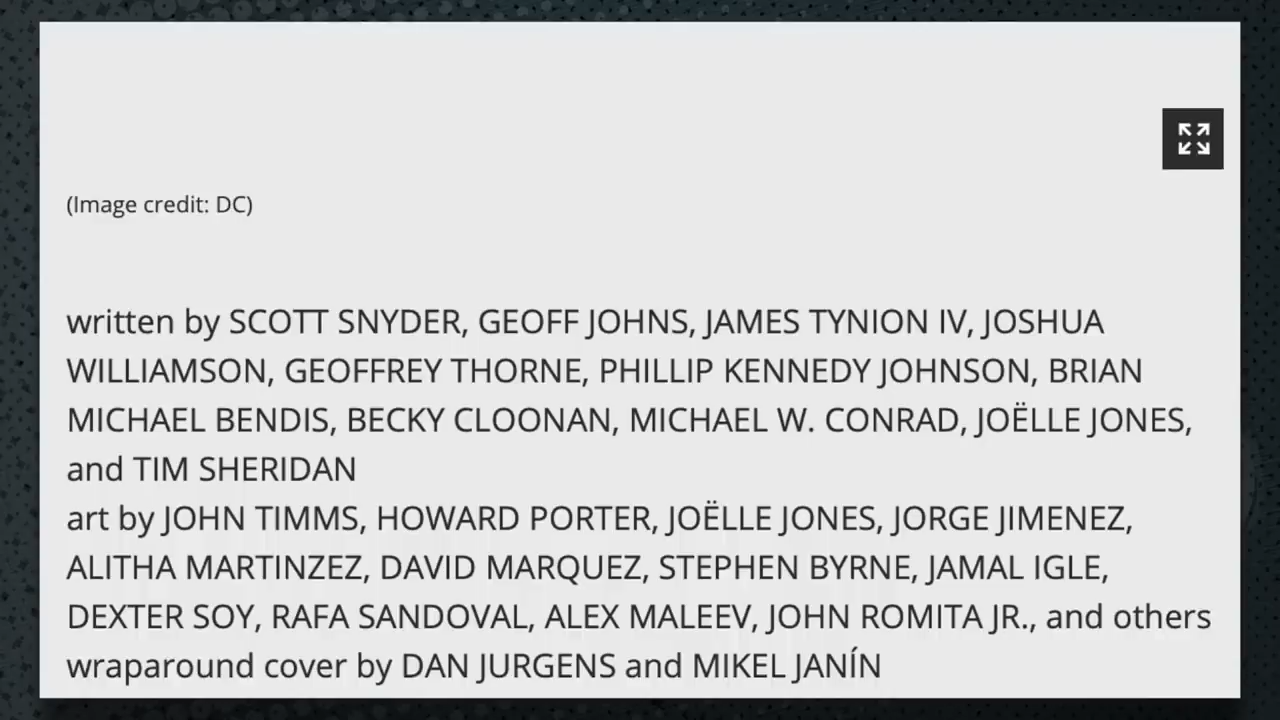 (Image credit: DC)
written by SCOTT SNYDER, GEOFF JOHNS, JAMES TYNION IV, JOSHUA
WILLIAMSON, GEOFFREY THORNE, PHILLIP KENNEDY JOHNSON, BRIAN
MICHAEL BENDIS, BECKY CLOONAN, MICHAEL W. CONRAD, JOËLLE JONES,
and TIM SHERIDAN
art by JOHN TIMMS, HOWARD PORTER, JOËLLE JONES, JORGE JIMENEZ,
ALITHA MARTINZEZ, DAVID MARQUEZ, STEPHEN BYRNE, JAMAL IGLE,
DEXTER SOY, RAFA SANDOVAL, ALEX MALEEV, JOHN ROMITA JR., and others
wraparound cover by DAN JURGENS and MIKEL JANÍN